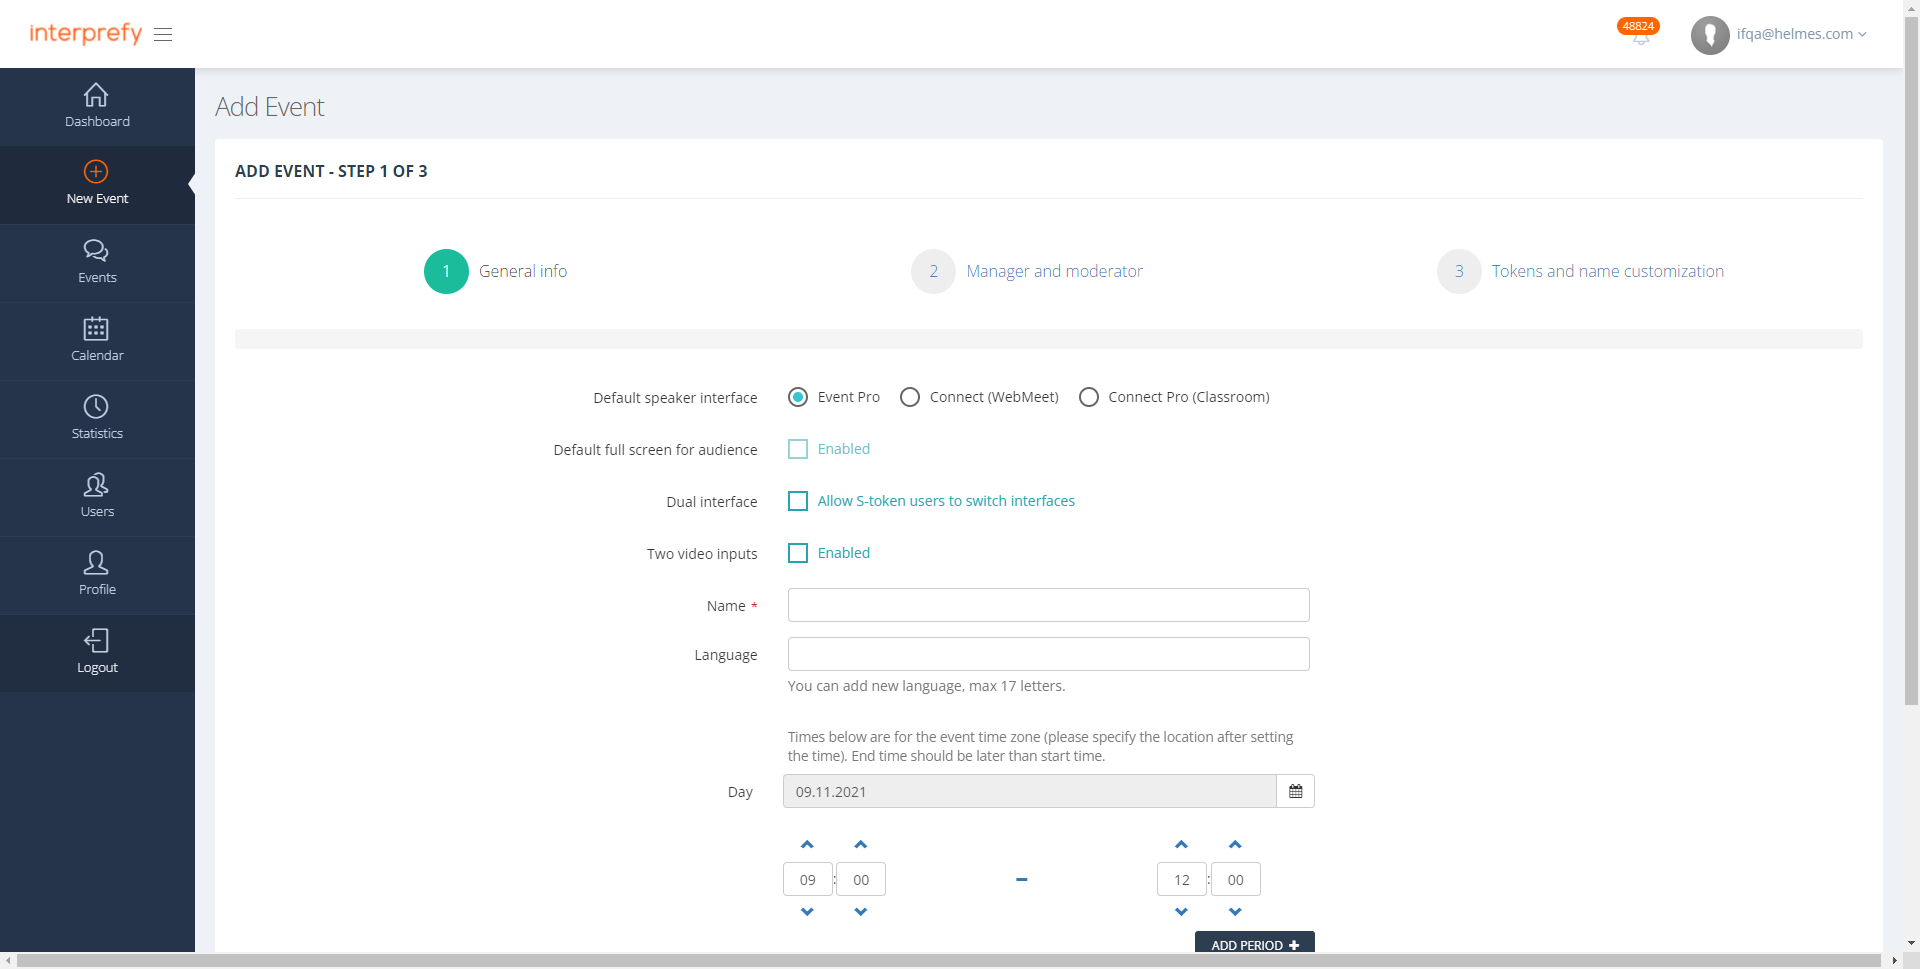 interprefy
48824
ifqa@helmes.com
Dashboard
New Event
Events
Calendar
Statistics
Users
Profile
Logout
Add Event
ADD EVENT - STEP 1 OF 3
1 General info
2 Manager and moderator
3 Tokens and name customization
Default speaker interface Event Pro Connect (WebMeet) Connect Pro (Classroom)
Default full screen for audience Enabled
Dual interface Allow S-token users to switch interfaces
Two video inputs Enabled
Name *
Language
You can add new language, max 17 letters.
Times below are for the event time zone (please specify the location after setting
the time). End time should be later than start time.
Day 09.11.2021
09 : 00 – 12 : 00
ADD PERIOD +